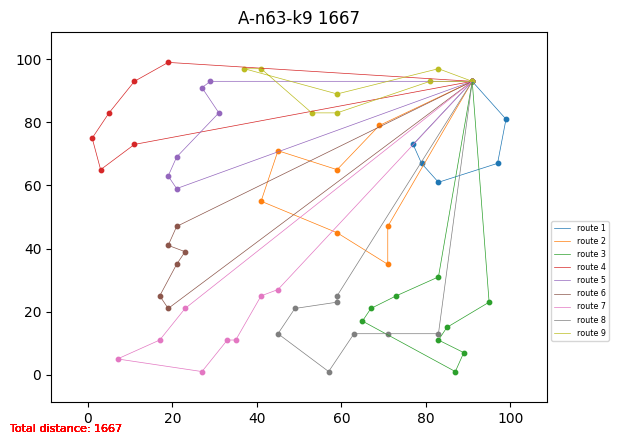 A-n63-k9 1667
100
80
60
40
20
0
0 20 40 60 80 100
route 1
route 2
route 3
route 4
route 5
route 6
route 7
route 8
route 9
Total distance: 1667